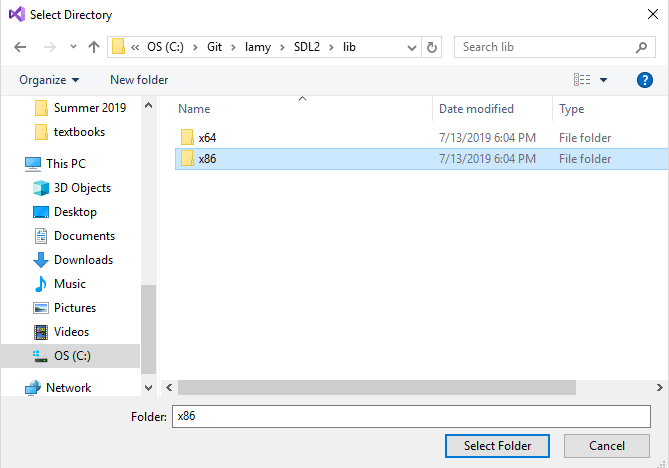 Select Directory
« OS (C:) > Git > lamy > SDL2 > lib
Search lib
Organize
New folder
?
Summer 2019
textbooks
This PC
3D Objects
Desktop
Documents
Downloads
Music
Pictures
Videos
OS (C:)
Network
Name Date modified Type
x64 7/13/2019 6:04 PM File folder
x86 7/13/2019 6:04 PM File folder
Folder: x86
Select Folder
Cancel